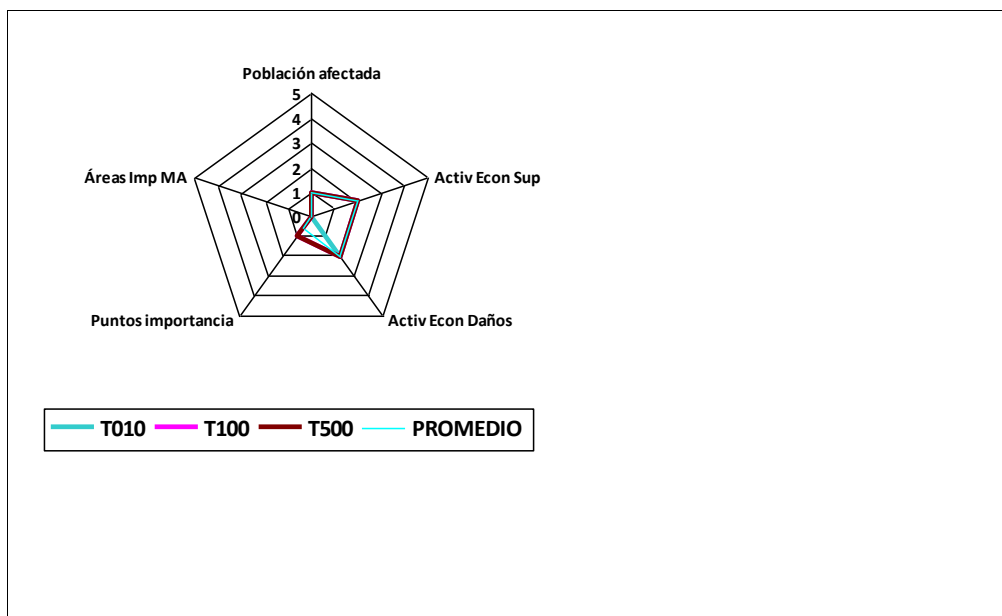 Población afectada
5
4
3
2
1
0
Áreas Imp MA
Activ Econ Sup
Puntos importancia
Activ Econ Daños
T010 T100 T500 PROMEDIO